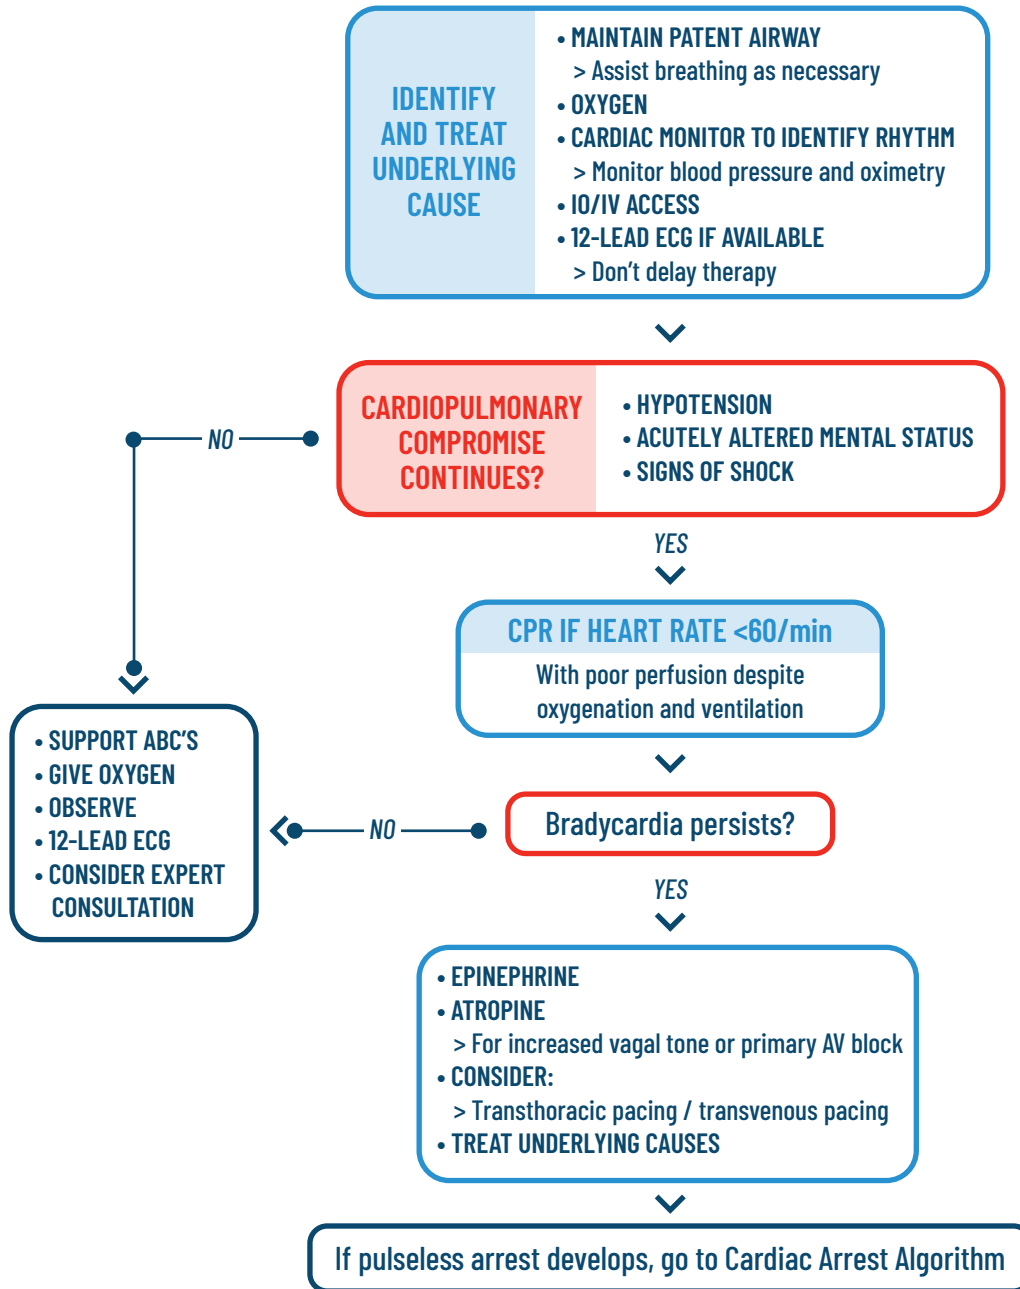 IDENTIFY
AND TREAT
UNDERLYING
CAUSE
• MAINTAIN PATENT AIRWAY
> Assist breathing as necessary
• OXYGEN
• CARDIAC MONITOR TO IDENTIFY RHYTHM
> Monitor blood pressure and oximetry
• IO/IV ACCESS
• 12-LEAD ECG IF AVAILABLE
> Don't delay therapy
CARDIOPULMONARY
COMPROMISE
CONTINUES?
• HYPOTENSION
• ACUTELY ALTERED MENTAL STATUS
• SIGNS OF SHOCK
NO
YES
CPR IF HEART RATE <60/min
With poor perfusion despite
oxygenation and ventilation
• SUPPORT ABC'S
• GIVE OXYGEN
• OBSERVE
• 12-LEAD ECG
• CONSIDER EXPERT
CONSULTATION
NO
Bradycardia persists?
YES
• EPINEPHRINE
• ATROPINE
> For increased vagal tone or primary AV block
• CONSIDER:
> Transthoracic pacing / transvenous pacing
• TREAT UNDERLYING CAUSES
If pulseless arrest develops, go to Cardiac Arrest Algorithm